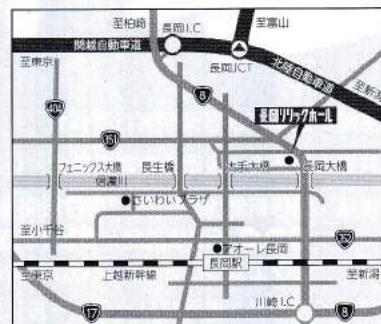 至柏崎
長岡I.C
至富山
関越自動車道
至東京
長岡JCT
北陸自動車道
404
8
至新潟
長岡リリックホール
351
フェニックス大橋
長生橋
大手大橋
長岡大橋
信濃川
さいわいプラザ
至小千谷
352
アオーレ長岡
長岡駅
至東京
上越新幹線
至新潟
川崎I.C
17
8